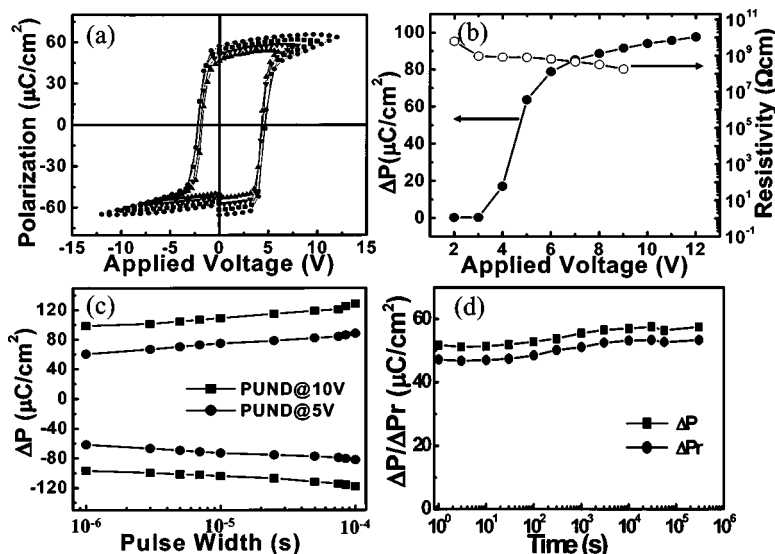 (a)
Polarization (μC/cm²)
60
30
0
-30
-60
-15 -10 -5 0 5 10 15
Applied Voltage (V)
(b)
ΔP(μC/cm²)
100
80
60
40
20
0
2 4 6 8 10 12
Applied Voltage (V)
10¹¹
10⁹
10⁷
10⁵
10³
10¹
10⁻¹
Resistivity (Ωcm)
(c)
ΔP (μC/cm²)
120
80
40
0
-40
-80
-120
PUND@10V
PUND@5V
10⁻⁶ 10⁻⁵ 10⁻⁴
Pulse Width (s)
(d)
ΔP/ΔPr (μC/cm²)
80
60
40
20
0
ΔP
ΔPr
10⁰ 10¹ 10² 10³ 10⁴ 10⁵ 10⁶
Time (s)